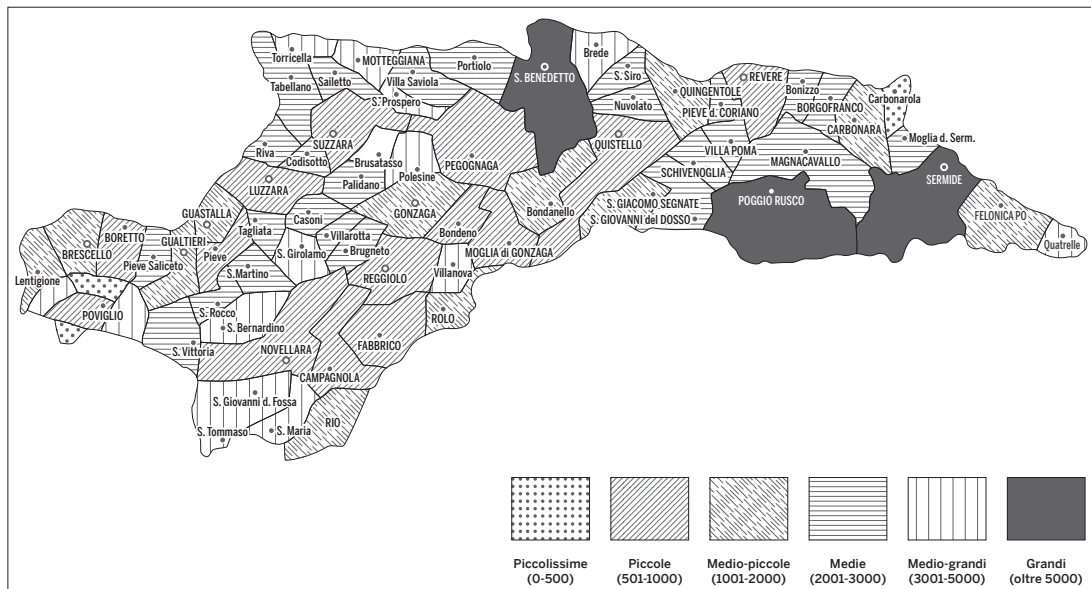 Torricella
MOTTEGGIANA
Brede
Tabellano
Sailetto
Villa Saviola
Portiolo
S. BENEDETTO
S. Siro
QUINGENTOLE
REVERE
Bonizzo
Carbonarola
S. Prospero
Nuvolato
PIEVE d. CORIANO
BORGOFRANCO
CARBONARA
SUZZARA
QUISTELLO
Moglia d. Serm.
Riva
Codisotto
Brusatasso
PEGOGNAGA
VILLA POMA
MAGNACAVALLO
Polesine
SCHIVENOGLIA
SERMIDE
LUZZARA
Palidano
POGGIO RUSCO
GUASTALLA
GONZAGA
Bondanello
S. GIACOMO SEGNATE
S. GIOVANNI del DOSSO
FELONICA PO
Casoni
Bondeno
BORETTO
GUALTIERI
Tagliata
Villarotta
MOGLIA di GONZAGA
Quatrelle
BRESCELLO
Pieve
S. Girolamo
Brugneto
Pieve Saliceto
S.Martino
REGGIOLO
Villanova
Lentigione
POVIGLIO
S. Rocco
ROLO
S. Bernardino
S. Vittoria
NOVELLARA
FABBRICO
CAMPAGNOLA
S. Giovanni d. Fossa
RIO
S. Tommaso
S. Maria
Piccolissime
(0-500)
Piccole
(501-1000)
Medio-piccole
(1001-2000)
Medie
(2001-3000)
Medio-grandi
(3001-5000)
Grandi
(oltre 5000)